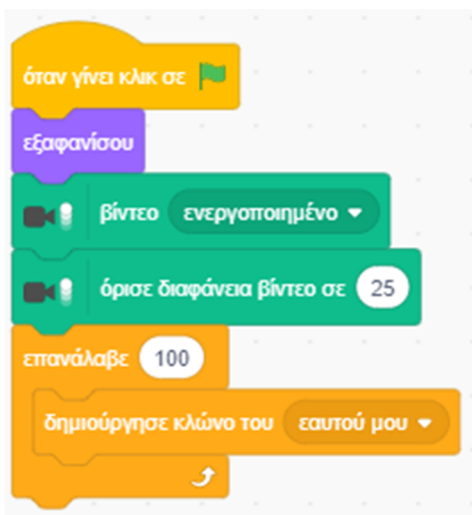 όταν γίνει κλικ σε
εξαφανίσου
βίντεο ενεργοποιημένο
όρισε διαφάνεια βίντεο σε 25
επανάλαβε 100
δημιούργησε κλώνο του εαυτού μου